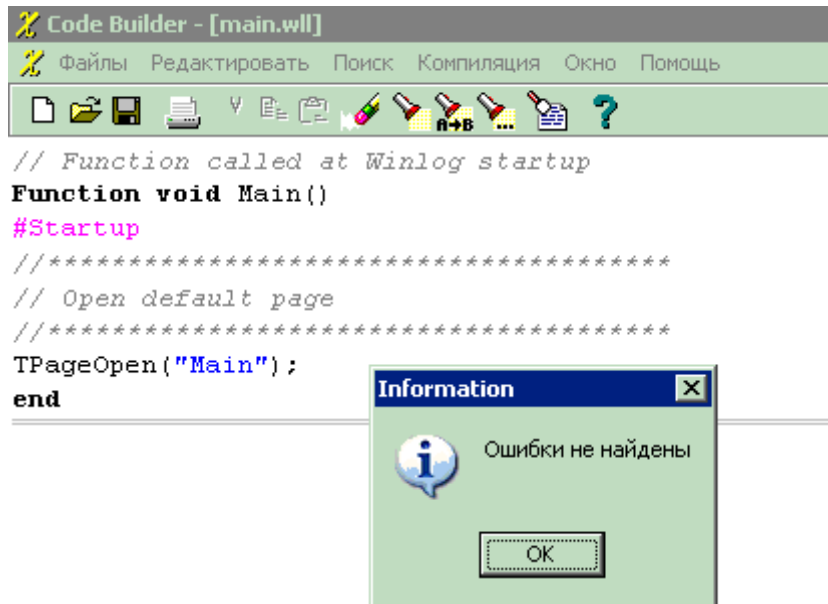 Code Builder - [main.wll]
Файлы Редактировать Поиск Компиляция Окно Помощь
A→B ...
// Function called at Winlog startup
Function void Main()
#Startup
//***************************************
// Open default page
//***************************************
TPageOpen("Main");
end
Information
Ошибки не найдены
OK